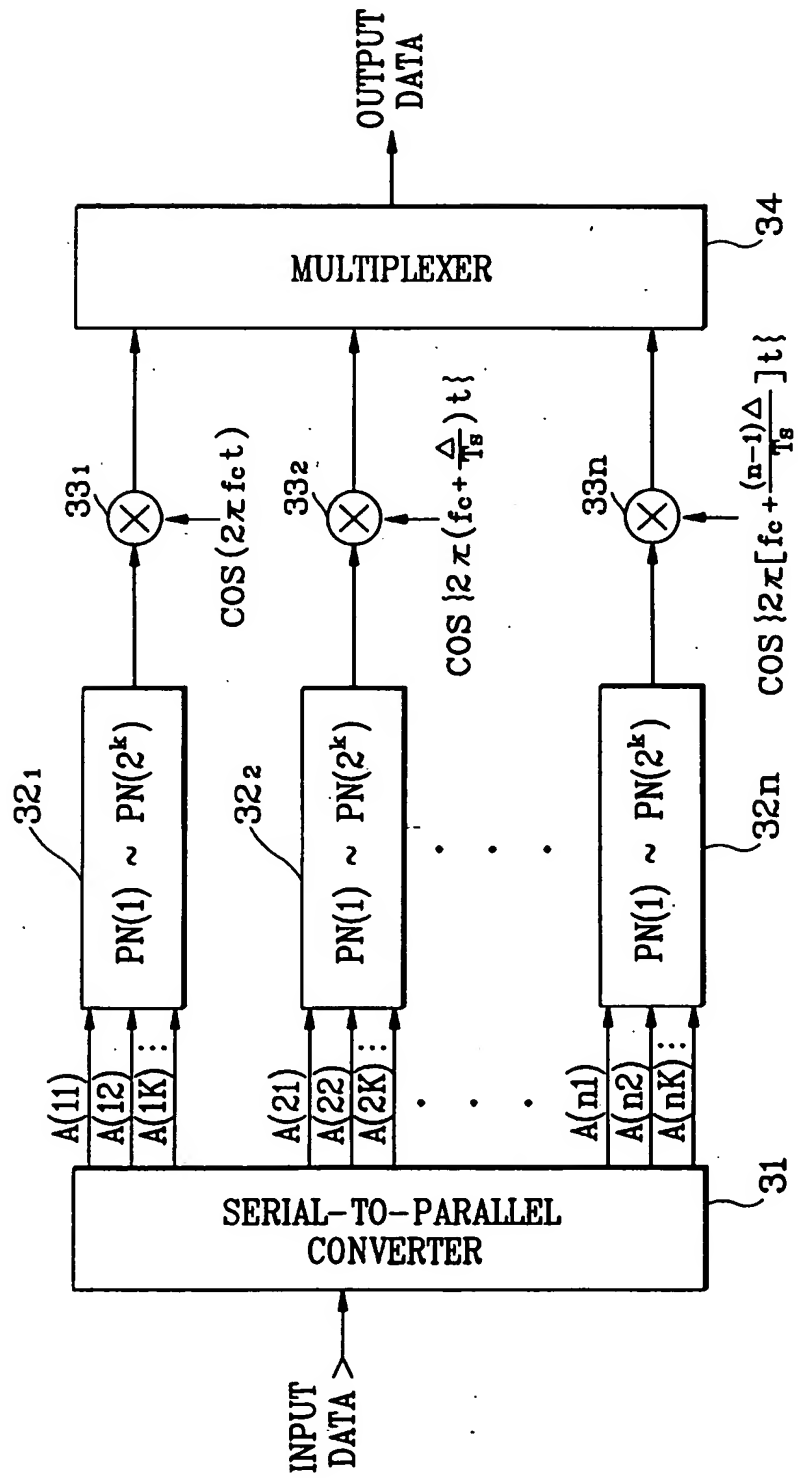 INPUT
DATA
SERIAL-TO-PARALLEL
CONVERTER
31
A(11)
A(12)
A(1K)
A(21)
A(22)
A(2K)
A(n1)
A(n2)
A(nK)
32₁
PN(1) ~ PN(2ᵏ)
32₂
PN(1) ~ PN(2ᵏ)
32n
PN(1) ~ PN(2ᵏ)
33₁
COS(2π fc t)
33₂
COS{2π(fc+Δ/Ts)t}
33n
COS{2π[fc+(n-1)Δ/Ts]t}
MULTIPLEXER
34
OUTPUT
DATA